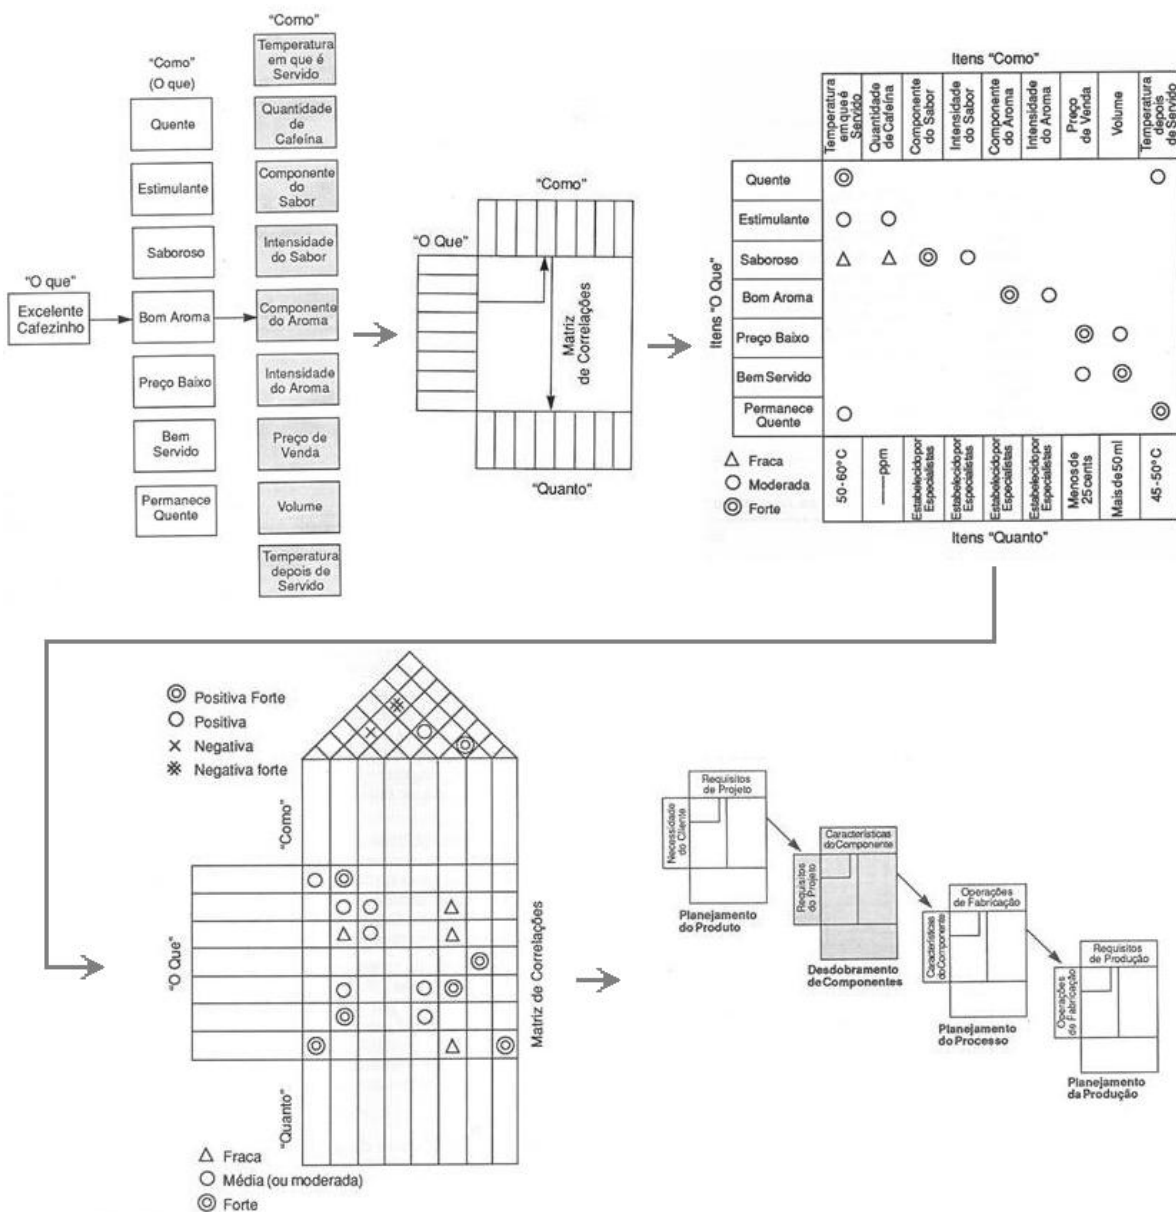 "O que"
Excelente
Cafezinho
"Como"
(O que)
Quente
Estimulante
Saboroso
Bom Aroma
Preço Baixo
Bem
Servido
Permanece
Quente
"Como"
Temperatura
em que é
Servido
Quantidade
de
Cafeína
Componente
do
Sabor
Intensidade
do Sabor
Componente
do Aroma
Intensidade
do Aroma
Preço de
Venda
Volume
Temperatura
depois de
Servido
"Como"
"O Que"
Matriz
de Correlações
"Quanto"
Itens "Como"
Temperatura
em que é
Servido
Quantidade
de Cafeína
Componente
do Sabor
Intensidade
do Sabor
Componente
do Aroma
Intensidade
do Aroma
Preço
de Venda
Volume
Temperatura
depois
de Servido
Itens "O Que"
Quente
Estimulante
Saboroso
Bom Aroma
Preço Baixo
Bem Servido
Permanece
Quente
Fraca
Moderada
Forte
50-60°C
——ppm
Estabelecido por
Especialistas
Estabelecido por
Especialistas
Estabelecido por
Especialistas
Estabelecido por
Especialistas
Menos de
25 cents
Mais de 50 ml
45-50°C
Itens "Quanto"
Positiva Forte
Positiva
Negativa
Negativa forte
"Como"
"O Que"
Matriz de Correlações
"Quanto"
Fraca
Média (ou moderada)
Forte
Requisitos
de Projeto
Necessidade
do Cliente
Planejamento
do Produto
Características
do Componente
Requisitos
do Projeto
Desdobramento
de Componentes
Operações
de Fabricação
Características
do Componente
Planejamento
do Processo
Requisitos
de Produção
Operações
de Fabricação
Planejamento
da Produção